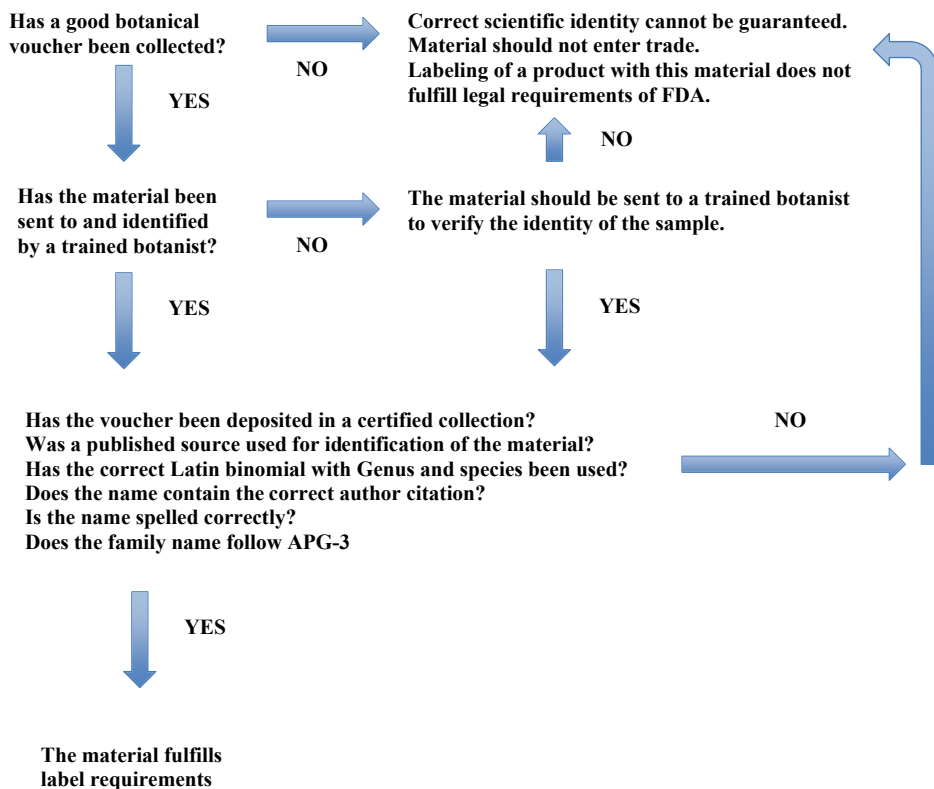 Has a good botanical
voucher been collected?
NO
Correct scientific identity cannot be guaranteed.
Material should not enter trade.
Labeling of a product with this material does not
fulfill legal requirements of FDA.
YES
NO
Has the material been
sent to and identified
by a trained botanist?
NO
The material should be sent to a trained botanist
to verify the identity of the sample.
YES
YES
Has the voucher been deposited in a certified collection?
Was a published source used for identification of the material?
Has the correct Latin binomial with Genus and species been used?
Does the name contain the correct author citation?
Is the name spelled correctly?
Does the family name follow APG-3
NO
YES
The material fulfills
label requirements